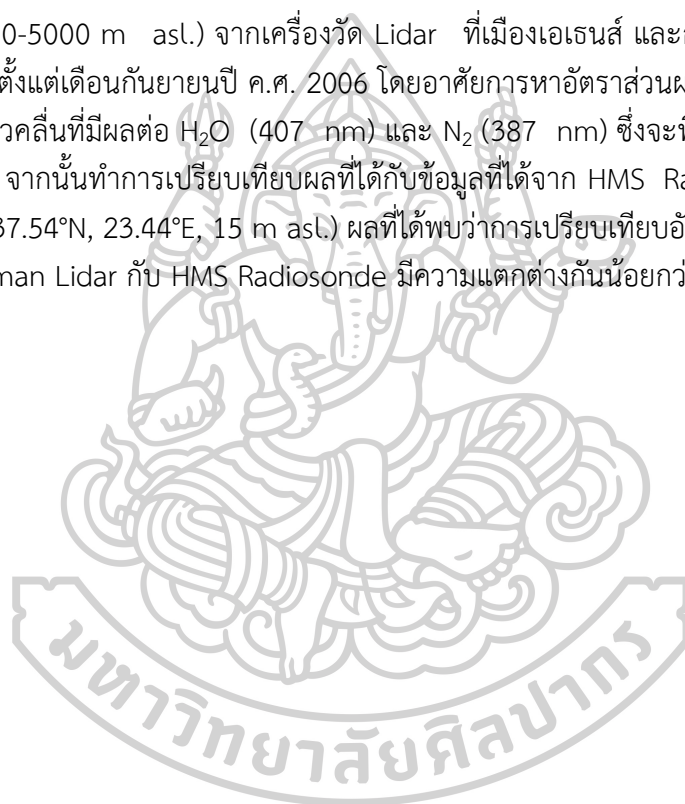 0-5000 m asl.) จากเครื่องวัด Lidar ที่เมืองเอเธนส์ และก
ตั้งแต่เดือนกันยายนปี ค.ศ. 2006 โดยอาศัยการหาอัตราส่วนผ
วคลื่นที่มีผลต่อ H₂O (407 nm) และ N₂ (387 nm) ซึ่งจะพิ
จากนั้นทำการเปรียบเทียบผลที่ได้กับข้อมูลที่ได้จาก HMS Ra
37.54°N, 23.44°E, 15 m asl.) ผลที่ได้พบว่าการเปรียบเทียบอั
man Lidar กับ HMS Radiosonde มีความแตกต่างกันน้อยกว่
มหาวิทยาลัยศิลปากร